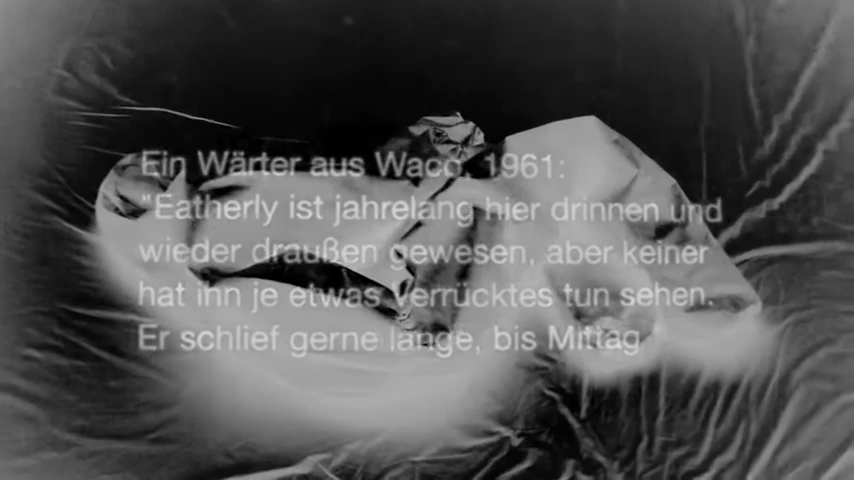 Ein Wärter aus Waco, 1961:
"Eatherly ist jahrelang hier drinnen und
wieder draußen gewesen, aber keiner
hat ihn je etwas Verrücktes tun sehen.
Er schlief gerne lange, bis Mittag